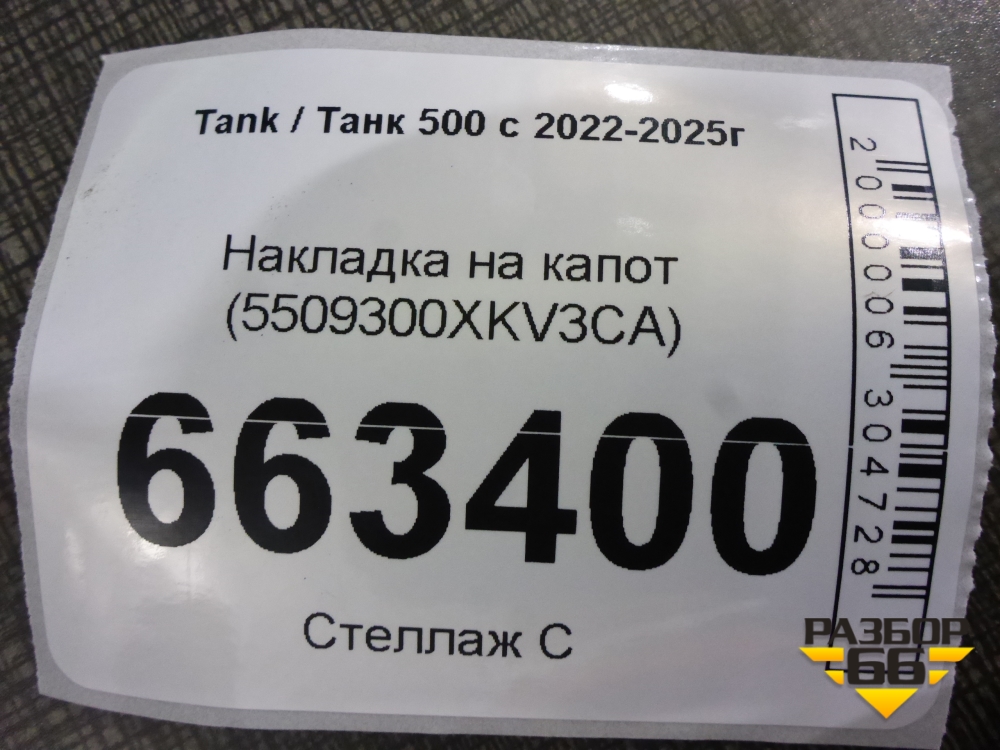 Tank / Танк 500 с 2022-2025г
Накладка на капот
(5509300XKV3CA)
663400
Стеллаж С
2000006304728
РАЗБОР
66